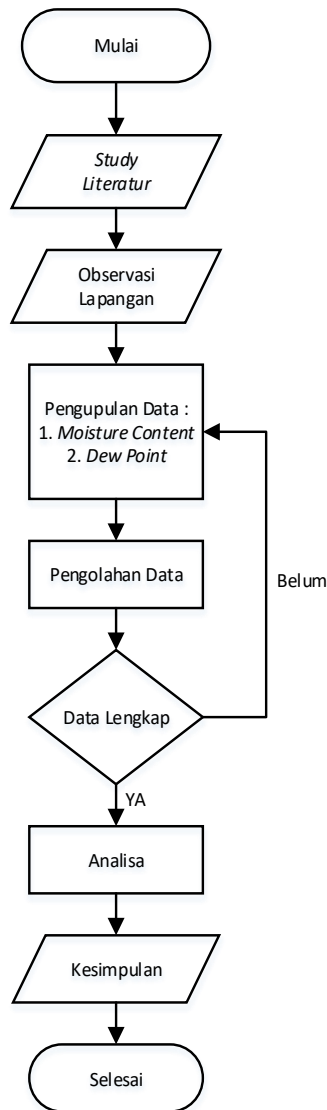 Mulai
Study
Literatur
Observasi
Lapangan
Pengupulan Data :
1. Moisture Content
2. Dew Point
Pengolahan Data
Belum
Data Lengkap
YA
Analisa
Kesimpulan
Selesai